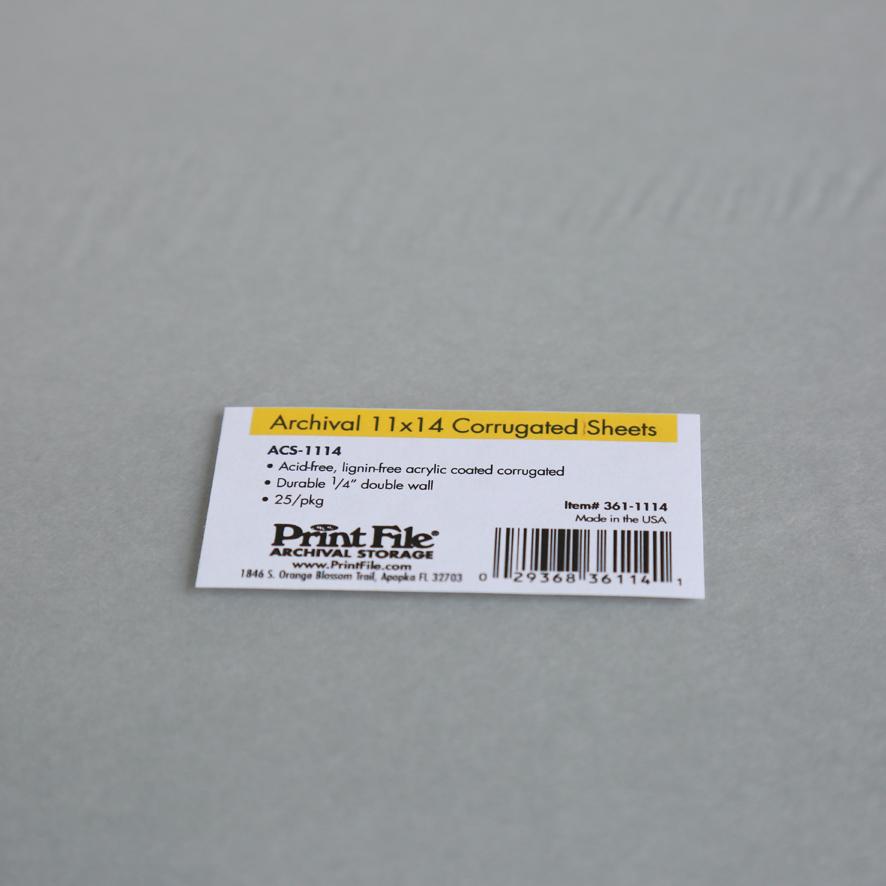 Archival 11x14 Corrugated Sheets
ACS-1114
• Acid-free, lignin-free acrylic coated corrugated
• Durable 1/4" double wall
• 25/pkg
Item# 361-1114
Made in the USA
Print File®
ARCHIVAL STORAGE
www.PrintFile.com
1846 S. Orange Blossom Trail, Apopka FL 32703
0 29368 36114 1